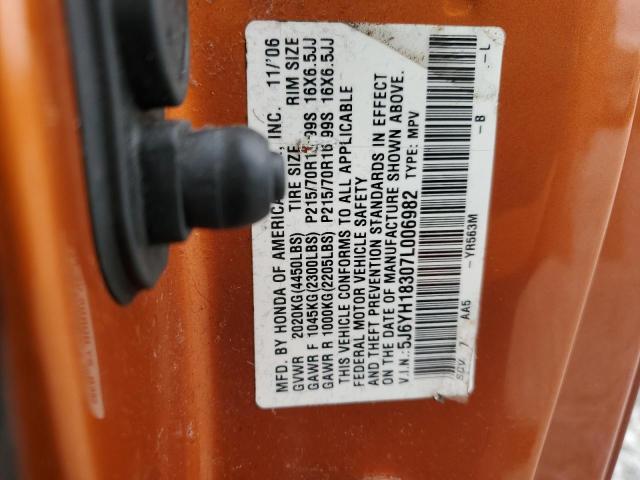 MFD. BY HONDA OF AMERICA INC. 11/'06
GVWR 2020KG(4450LBS) TIRE SIZE RIM SIZE
GAWR F 1045KG(2300LBS) P215/70R16 99S 16X6.5JJ
GAWR R 1000KG(2205LBS) P215/70R16 99S 16X6.5JJ
THIS VEHICLE CONFORMS TO ALL APPLICABLE
FEDERAL MOTOR VEHICLE SAFETY
AND THEFT PREVENTION STANDARDS IN EFFECT
ON THE DATE OF MANUFACTURE SHOWN ABOVE.
V.I.N.: 5J6YH18307L006982 TYPE: MPV
-YR563M -B -L
AA5